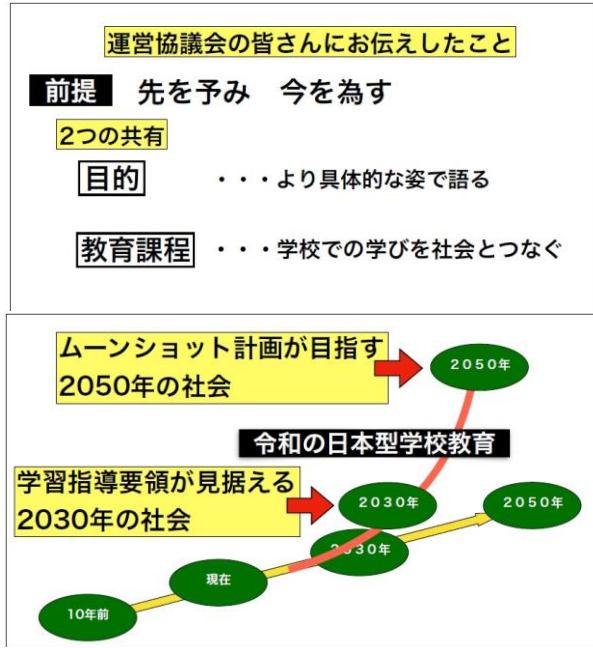 運営協議会の皆さんにお伝えしたこと
前提 先を予み 今を為す
2つの共有
目的 ・・・より具体的な姿で語る
教育課程 ・・・学校での学びを社会とつなぐ
ムーンショット計画が目指す
2050年の社会
2050年
令和の日本型学校教育
学習指導要領が見据える
2030年の社会
2030年
2050年
2030年
現在
10年前